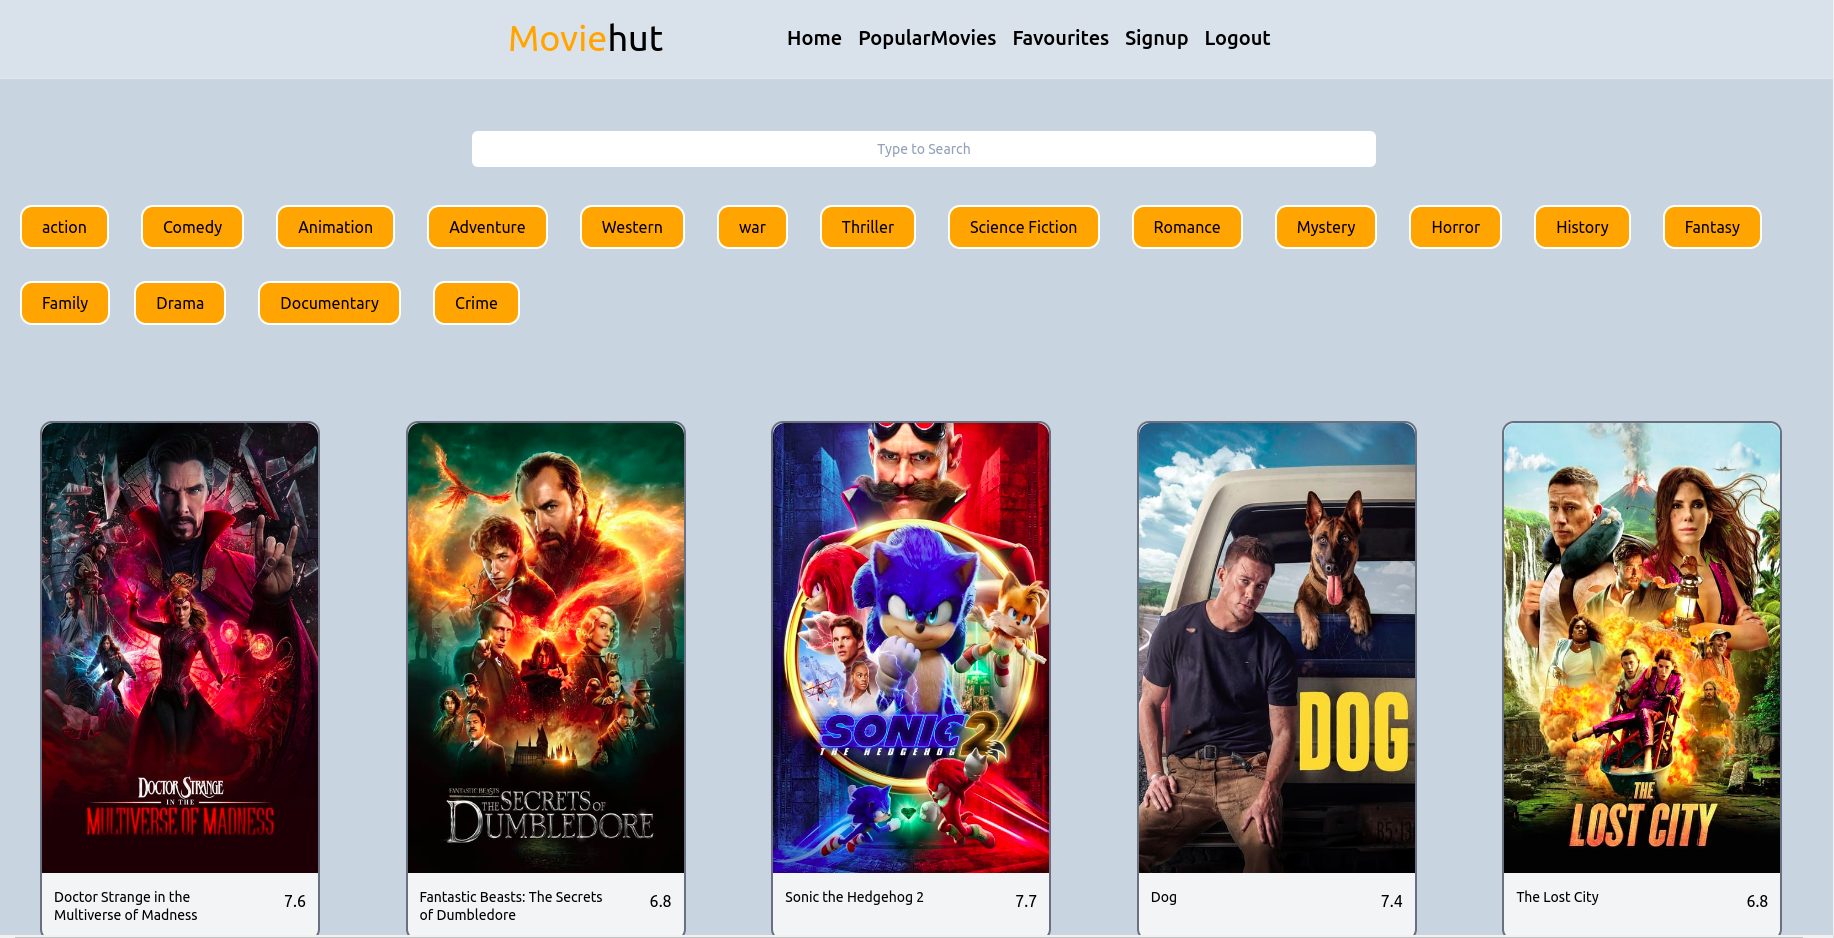 Moviehut
Home PopularMovies Favourites Signup Logout
Type to Search
action Comedy Animation Adventure Western war Thriller Science Fiction Romance Mystery Horror History Fantasy
Family Drama Documentary Crime
DOCTOR STRANGE
IN THE
MULTIVERSE OF MADNESS
FANTASTIC BEASTS
THE SECRETS OF
DUMBLEDORE
SONIC 2
THE HEDGEHOG
DOG
THE
LOST CITY
Doctor Strange in the
Multiverse of Madness
7.6
Fantastic Beasts: The Secrets
of Dumbledore
6.8
Sonic the Hedgehog 2
7.7
Dog
7.4
The Lost City
6.8